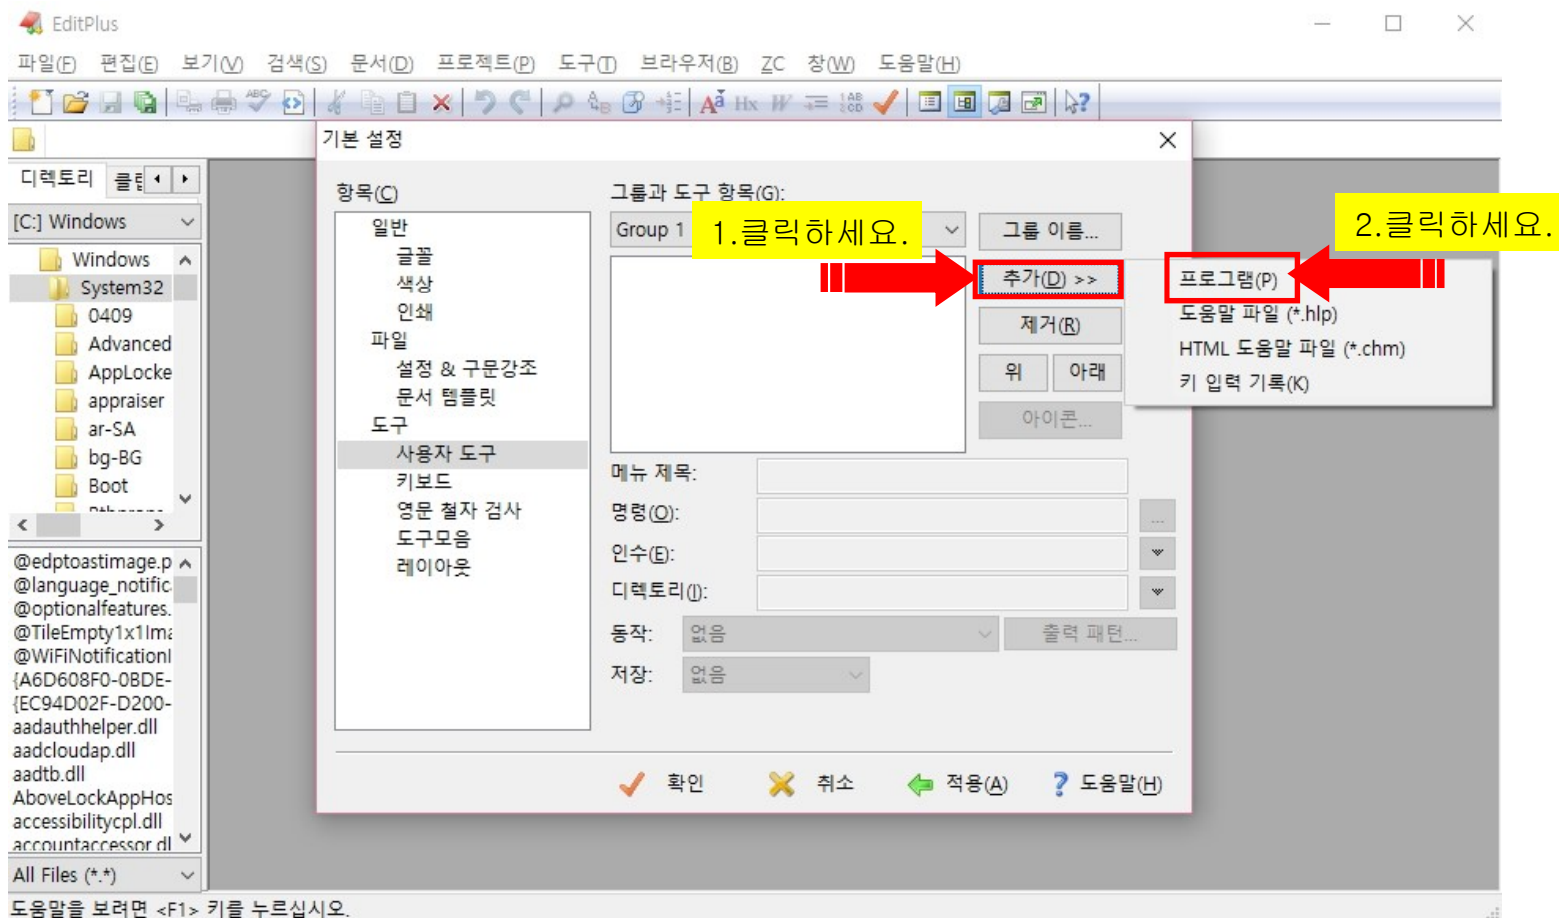 EditPlus
파일(F) 편집(E) 보기(V) 검색(S) 문서(D) 프로젝트(P) 도구(T) 브라우저(B) ZC 창(W) 도움말(H)
기본 설정
디렉토리
[C:] Windows
Windows
System32
0409
Advanced
AppLocke
appraiser
ar-SA
bg-BG
Boot
@edptoastimage.p
@language_notific
@optionalfeatures.
@TileEmpty1x1Ima
@WiFiNotificationI
{A6D608F0-0BDE-
{EC94D02F-D200-
aadauthhelper.dll
aadcloudap.dll
aadtb.dll
AboveLockAppHos
accessibilitycpl.dll
accountaccessor.dl
All Files (*.*)
항목(C)
일반
글꼴
색상
인쇄
파일
설정 & 구문강조
문서 템플릿
도구
사용자 도구
키보드
영문 철자 검사
도구모음
레이아웃
그룹과 도구 항목(G):
Group 1
1.클릭하세요.
그룹 이름...
추가(D) >>
제거(R)
위 아래
아이콘...
2.클릭하세요.
프로그램(P)
도움말 파일 (*.hlp)
HTML 도움말 파일 (*.chm)
키 입력 기록(K)
메뉴 제목:
명령(O): ...
인수(E):
디렉토리(I):
동작: 없음 출력 패턴...
저장: 없음
확인 취소 적용(A) 도움말(H)
도움말을 보려면 <F1> 키를 누르십시오.